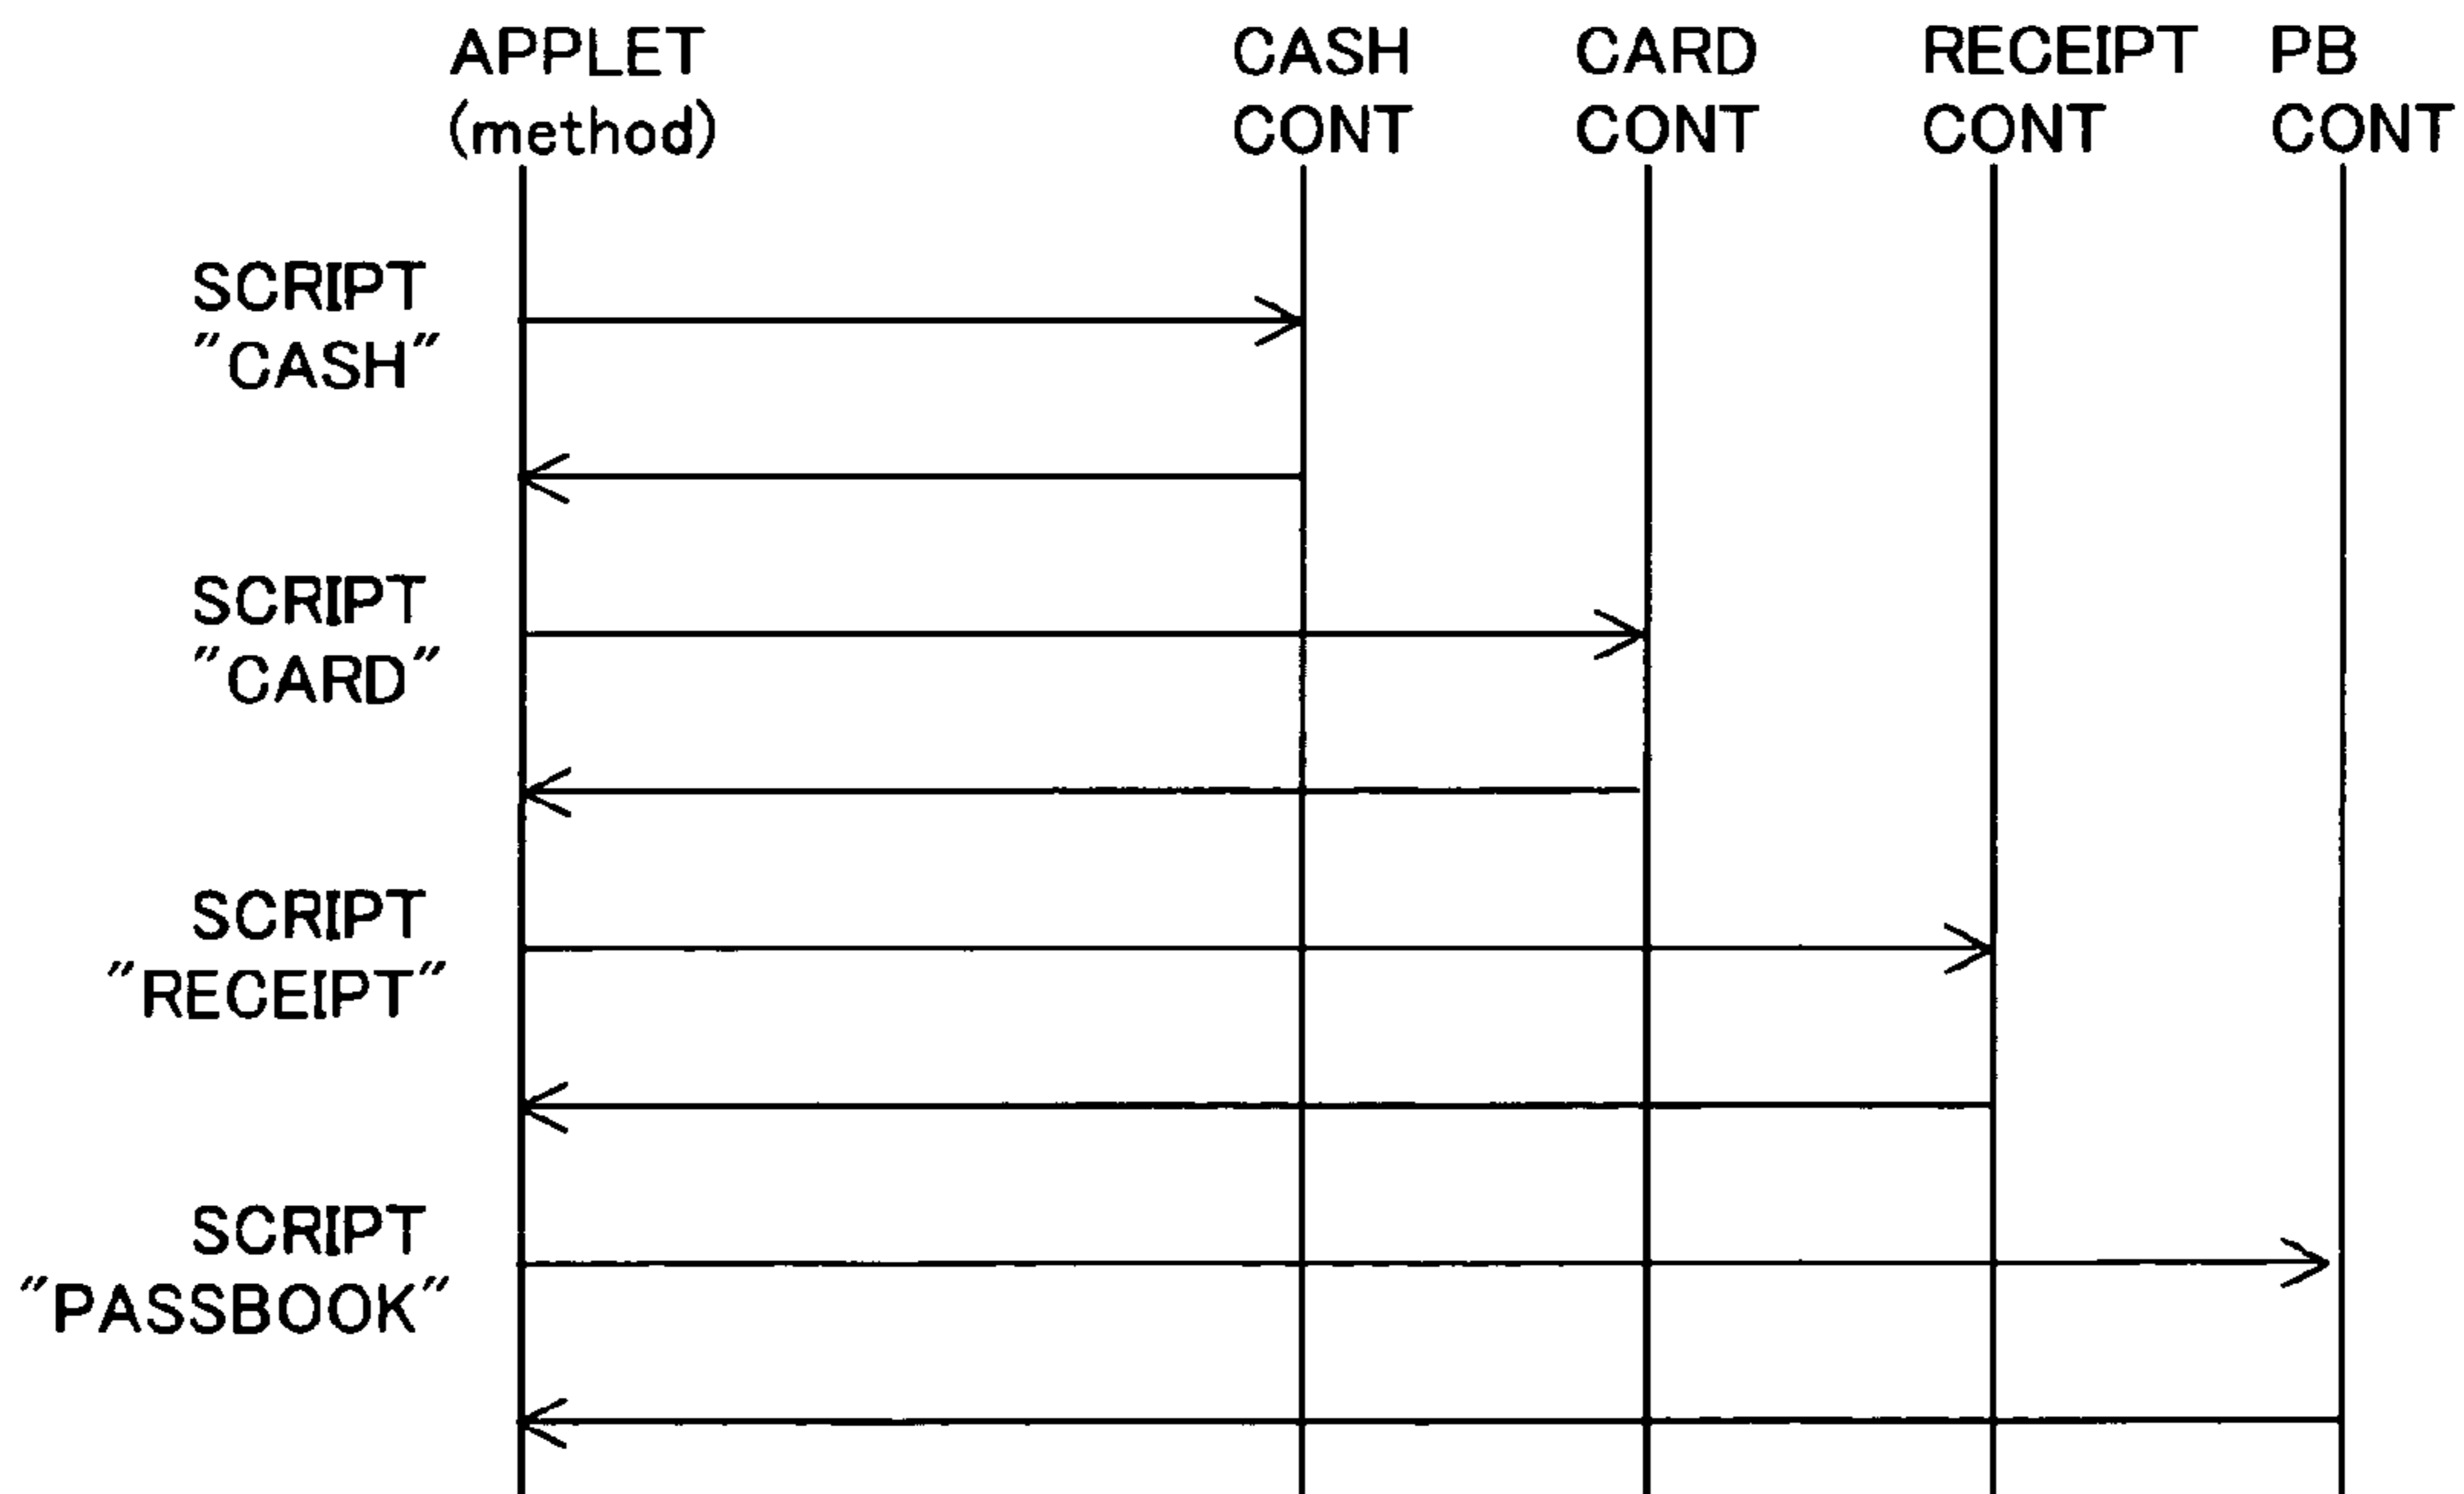 APPLET
(method)
CASH
CONT
CARD
CONT
RECEIPT
CONT
PB
CONT
SCRIPT
"CASH"
SCRIPT
"CARD"
SCRIPT
"RECEIPT"
SCRIPT
"PASSBOOK"